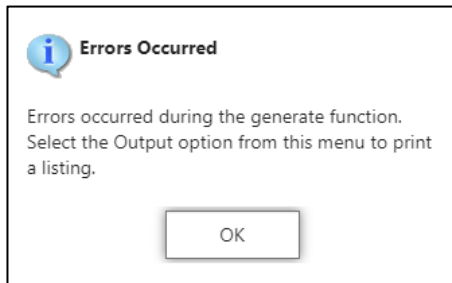 Errors Occurred
Errors occurred during the generate function.
Select the Output option from this menu to print
a listing.
OK